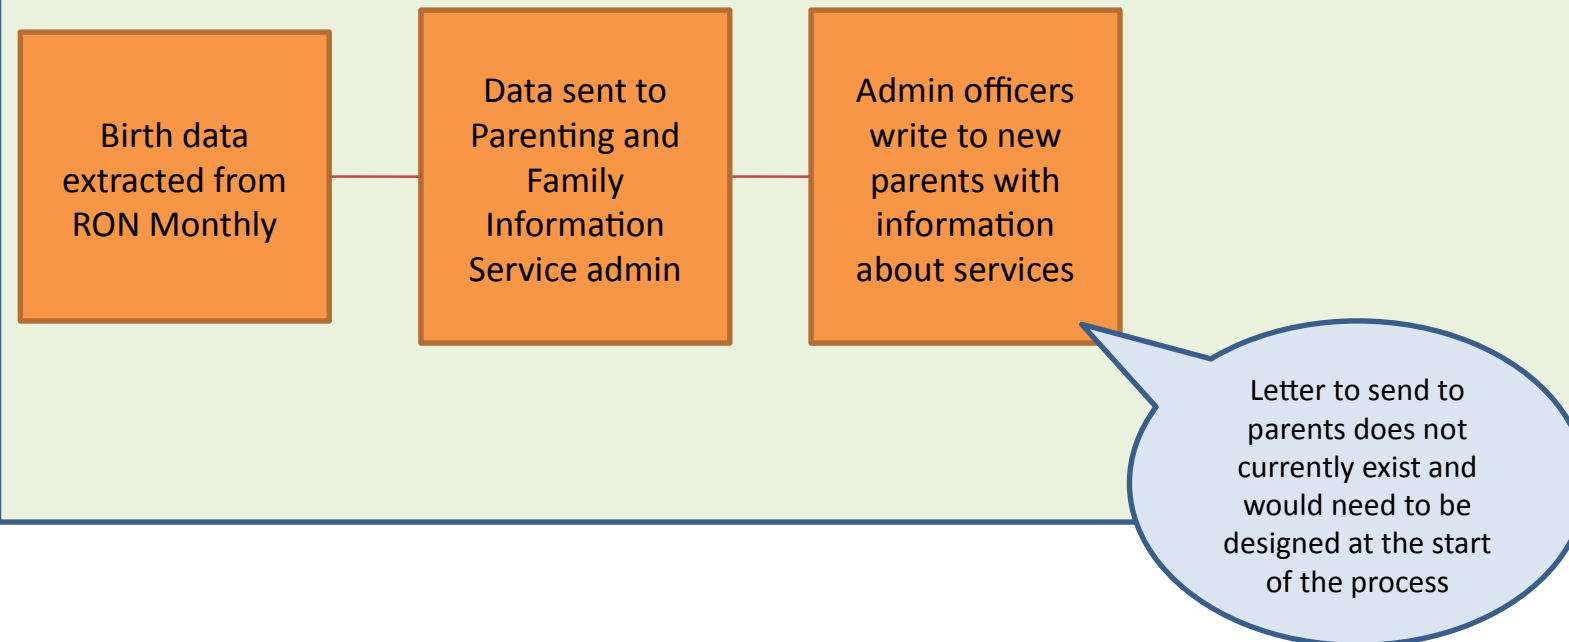 Birth data
extracted from
RON Monthly
Data sent to
Parenting and
Family
Information
Service admin
Admin officers
write to new
parents with
information
about services
Letter to send to
parents does not
currently exist and
would need to be
designed at the start
of the process